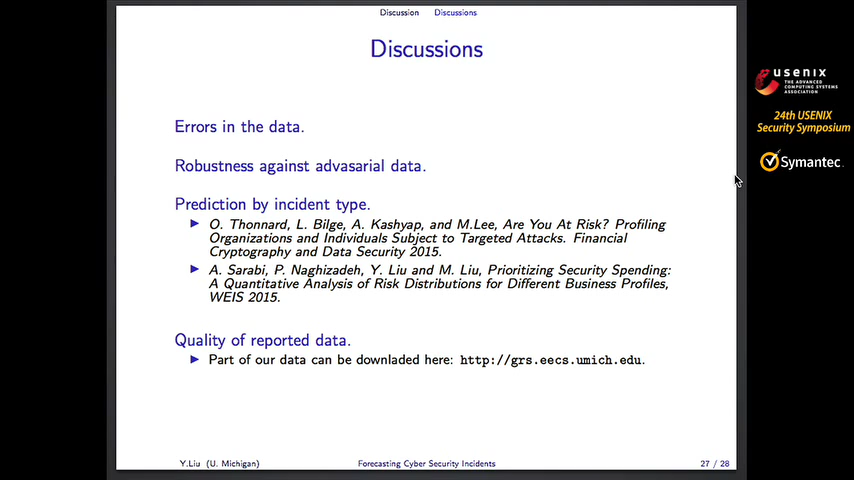 Discussion Discussions
Discussions
Errors in the data.
Robustness against advasarial data.
Prediction by incident type.
O. Thonnard, L. Bilge, A. Kashyap, and M.Lee, Are You At Risk? Profiling
Organizations and Individuals Subject to Targeted Attacks. Financial
Cryptography and Data Security 2015.
A. Sarabi, P. Naghizadeh, Y. Liu and M. Liu, Prioritizing Security Spending:
A Quantitative Analysis of Risk Distributions for Different Business Profiles,
WEIS 2015.
Quality of reported data.
Part of our data can be downladed here: http://grs.eecs.umich.edu.
Y.Liu (U. Michigan) Forecasting Cyber Security Incidents 27 / 28
usenix
THE ADVANCED
COMPUTING SYSTEMS
ASSOCIATION
24th USENIX
Security Symposium
Symantec.